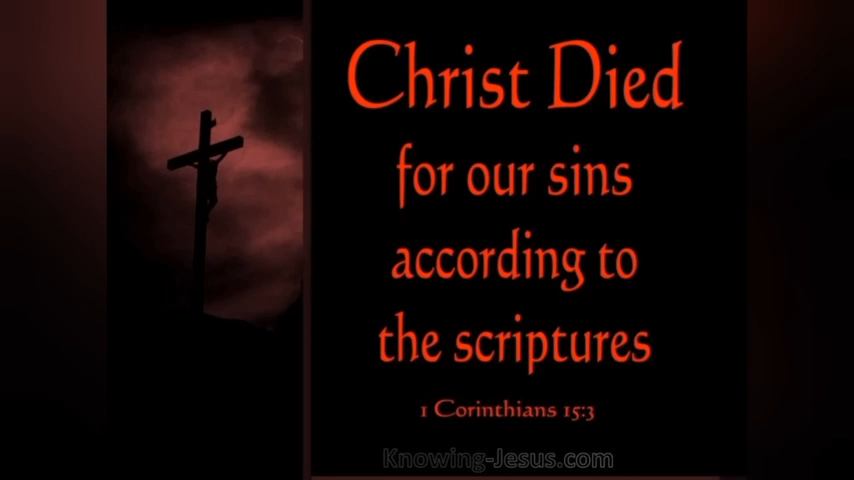 Christ Died
for our sins
according to
the scriptures
1 Corinthians 15:3
Knowing-Jesus.com